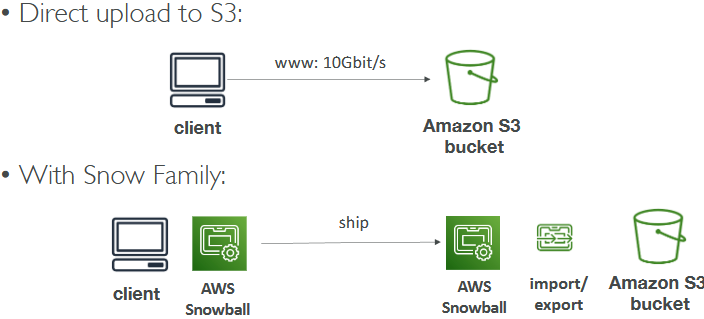 • Direct upload to S3:
www: 10Gbit/s
client
Amazon S3
bucket
• With Snow Family:
ship
client
AWS
Snowball
AWS
Snowball
import/
export
Amazon S3
bucket